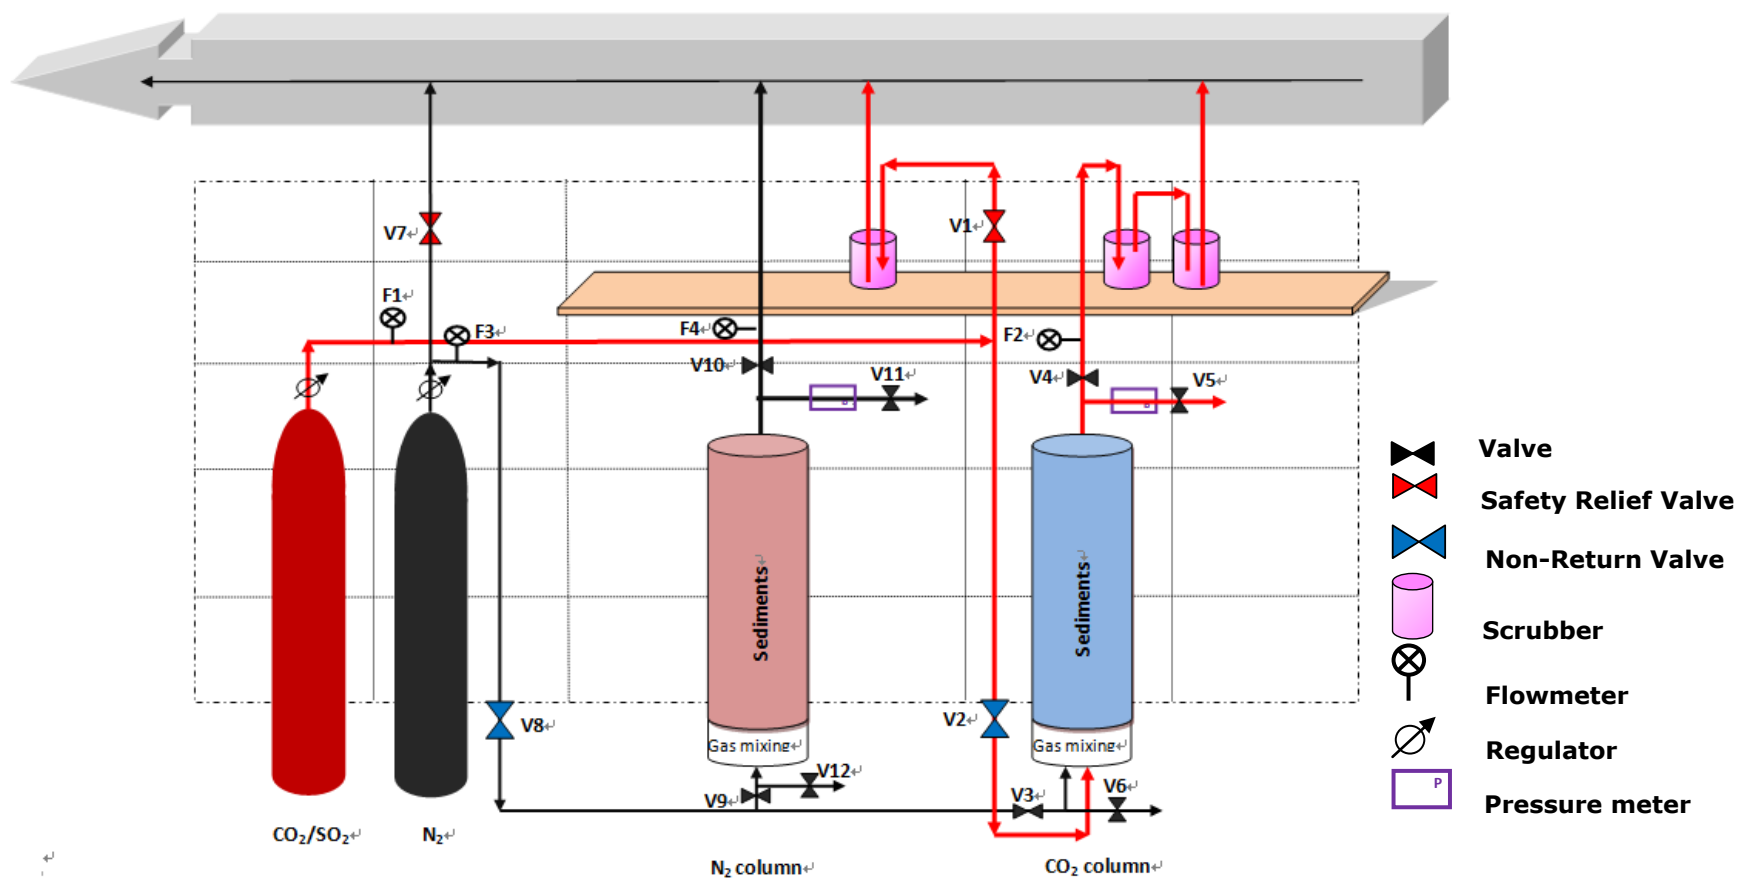 V7↵
V1↵
F1↵
F3↵
F4↵
F2↵
V10↵
V11↵
V4↵
V5↵
Valve
Safety Relief Valve
Non-Return Valve
Scrubber
Flowmeter
Regulator
P
Pressure meter
Sediments↵
Sediments↵
V8↵
V2↵
Gas mixing↵
Gas mixing↵
V12↵
V9↵
V3↵
V6↵
CO₂/SO₂↵
N₂↵
N₂ column↵
CO₂ column↵